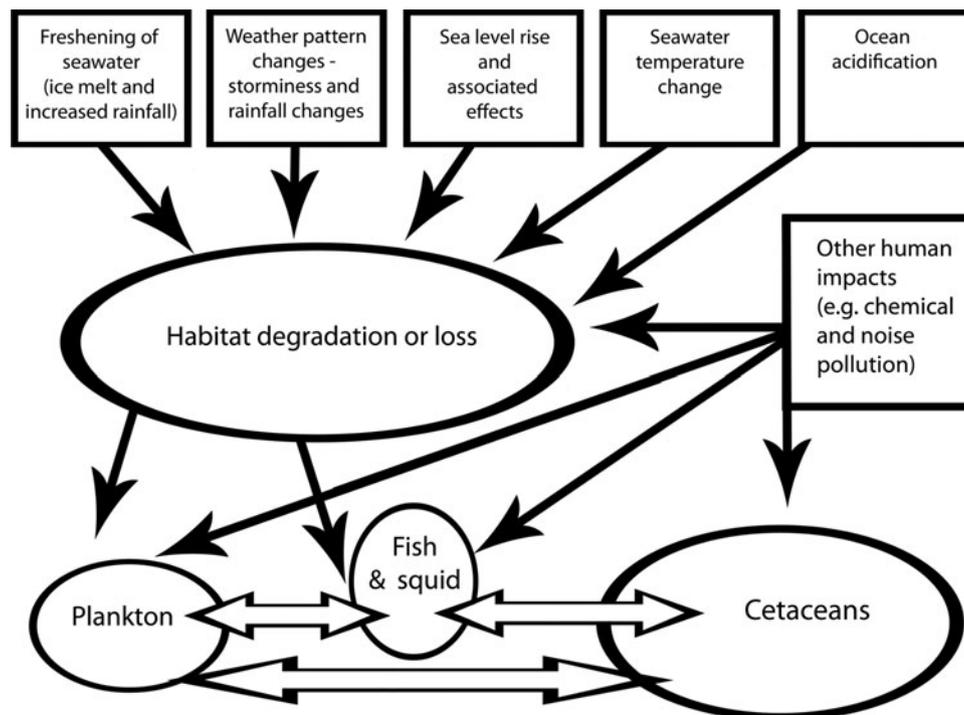 Freshening of
seawater
(ice melt and
increased rainfall)
Weather pattern
changes -
storminess and
rainfall changes
Sea level rise
and
associated
effects
Seawater
temperature
change
Ocean
acidification
Other human
impacts
(e.g. chemical
and noise
pollution)
Habitat degradation or loss
Plankton
Fish
& squid
Cetaceans